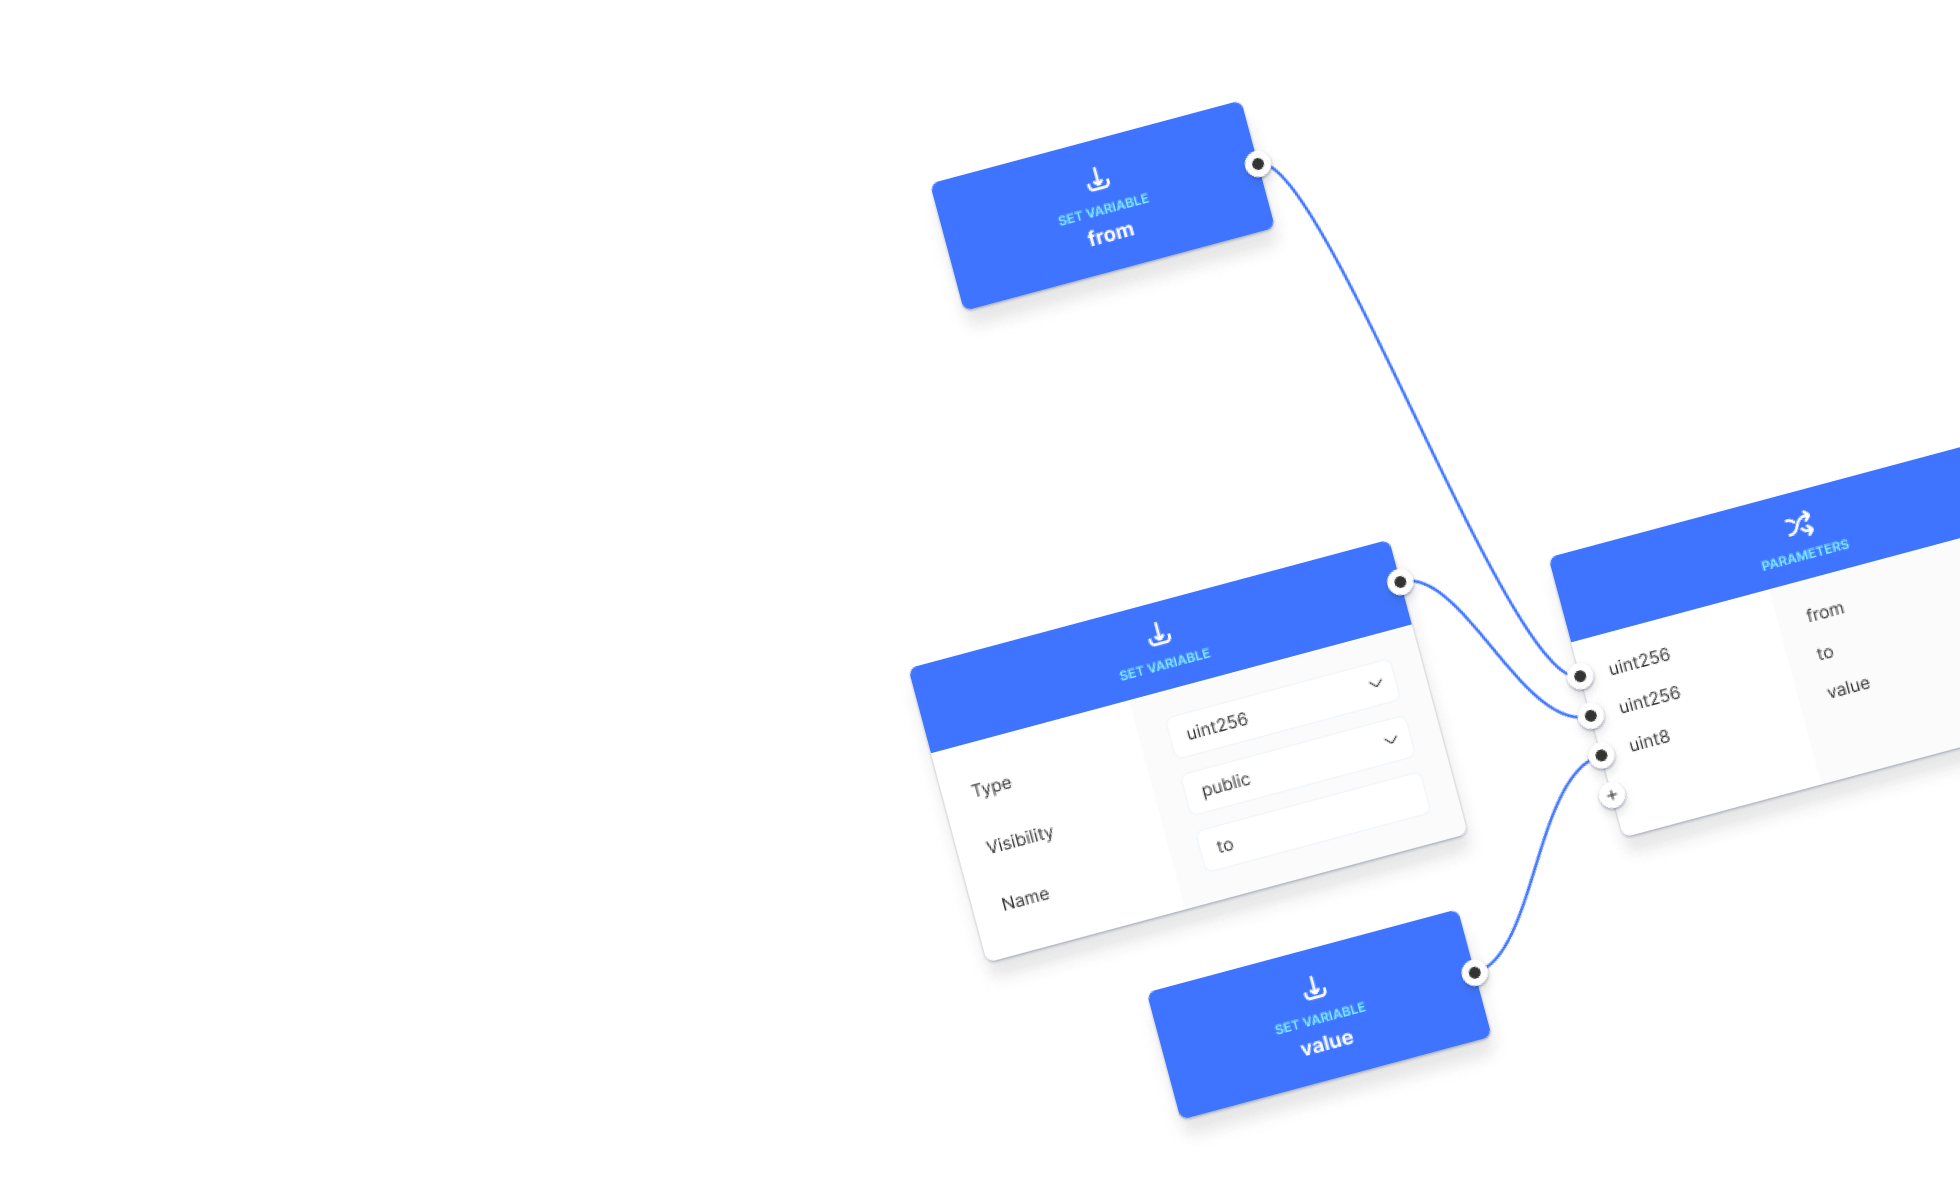 SET VARIABLE
from
SET VARIABLE
Type
uint256
Visibility
public
Name
to
SET VARIABLE
value
PARAMETERS
uint256
from
uint256
to
uint8
value